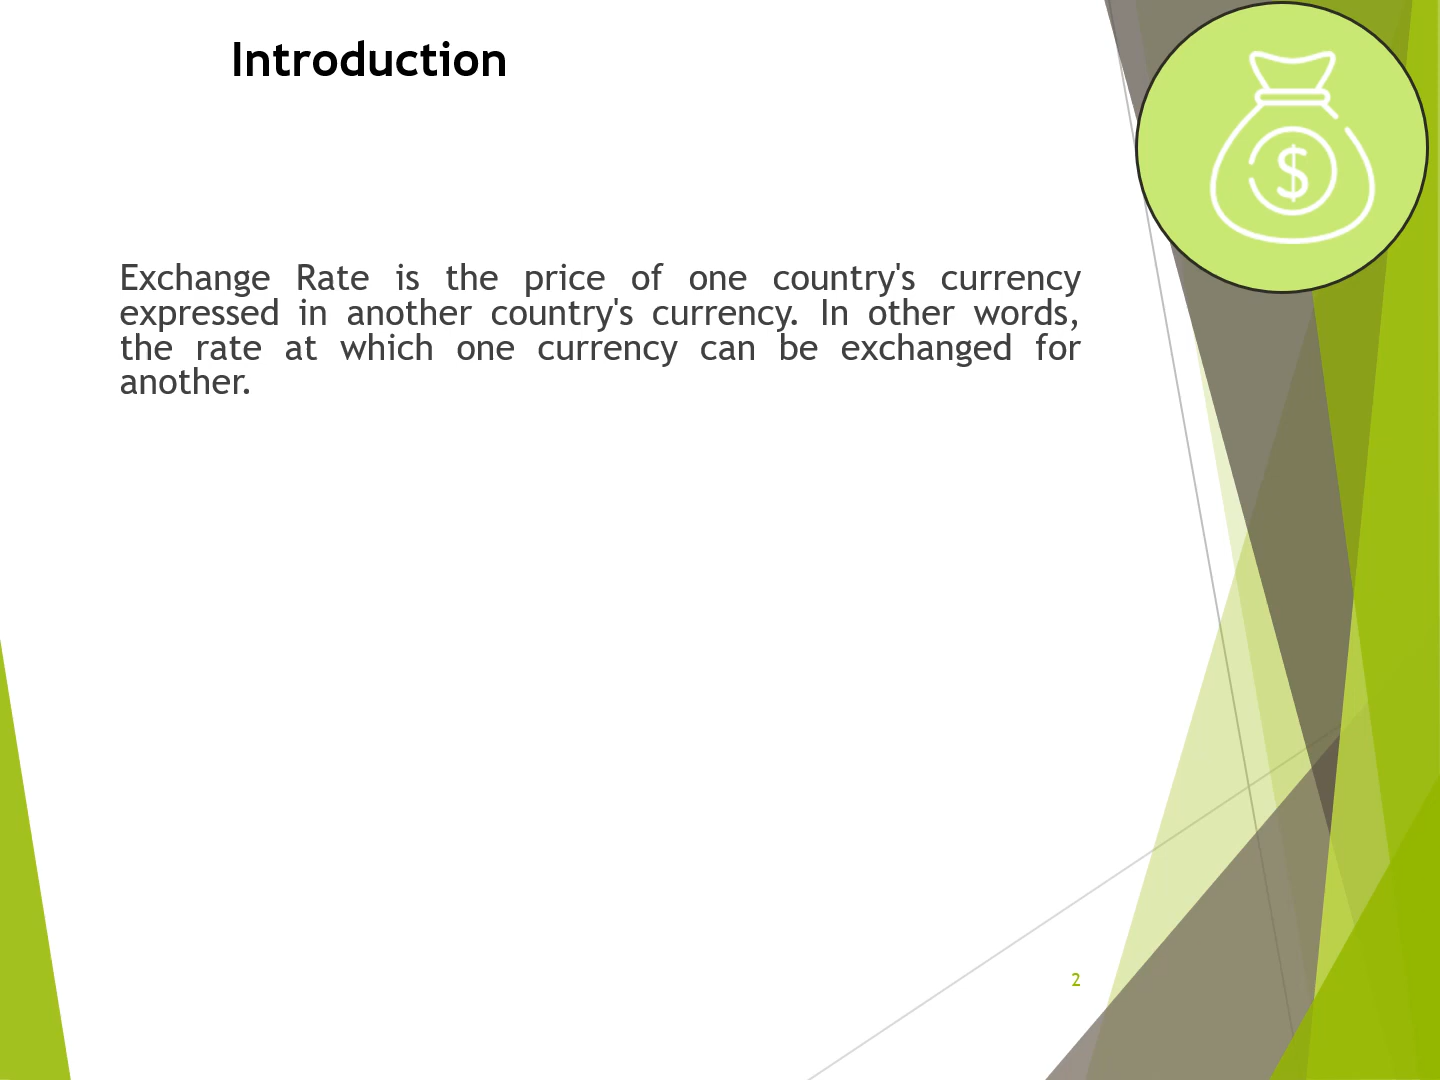 Introduction
$
Exchange Rate is the price of one country's currency
expressed in another country's currency. In other words,
the rate at which one currency can be exchanged for
another.
2